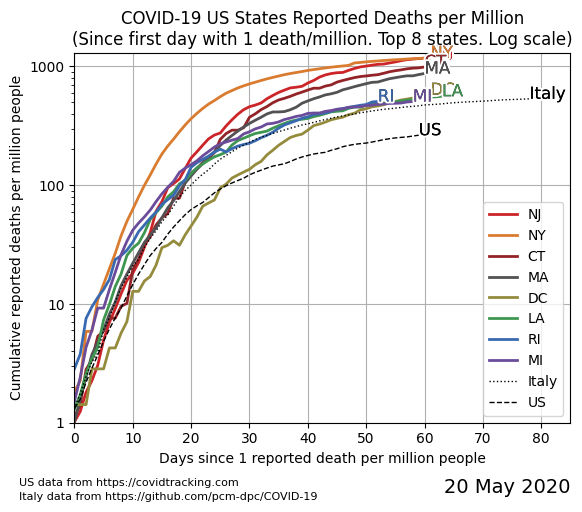 COVID-19 US States Reported Deaths per Million
(Since first day with 1 death/million. Top 8 states. Log scale)
Cumulative reported deaths per million people
1000
100
10
1
NY
CT
MA
DC
LA
RI
MI
Italy
US
NJ
NY
CT
MA
DC
LA
RI
MI
Italy
US
0 10 20 30 40 50 60 70 80
Days since 1 reported death per million people
US data from https://covidtracking.com
Italy data from https://github.com/pcm-dpc/COVID-19
20 May 2020